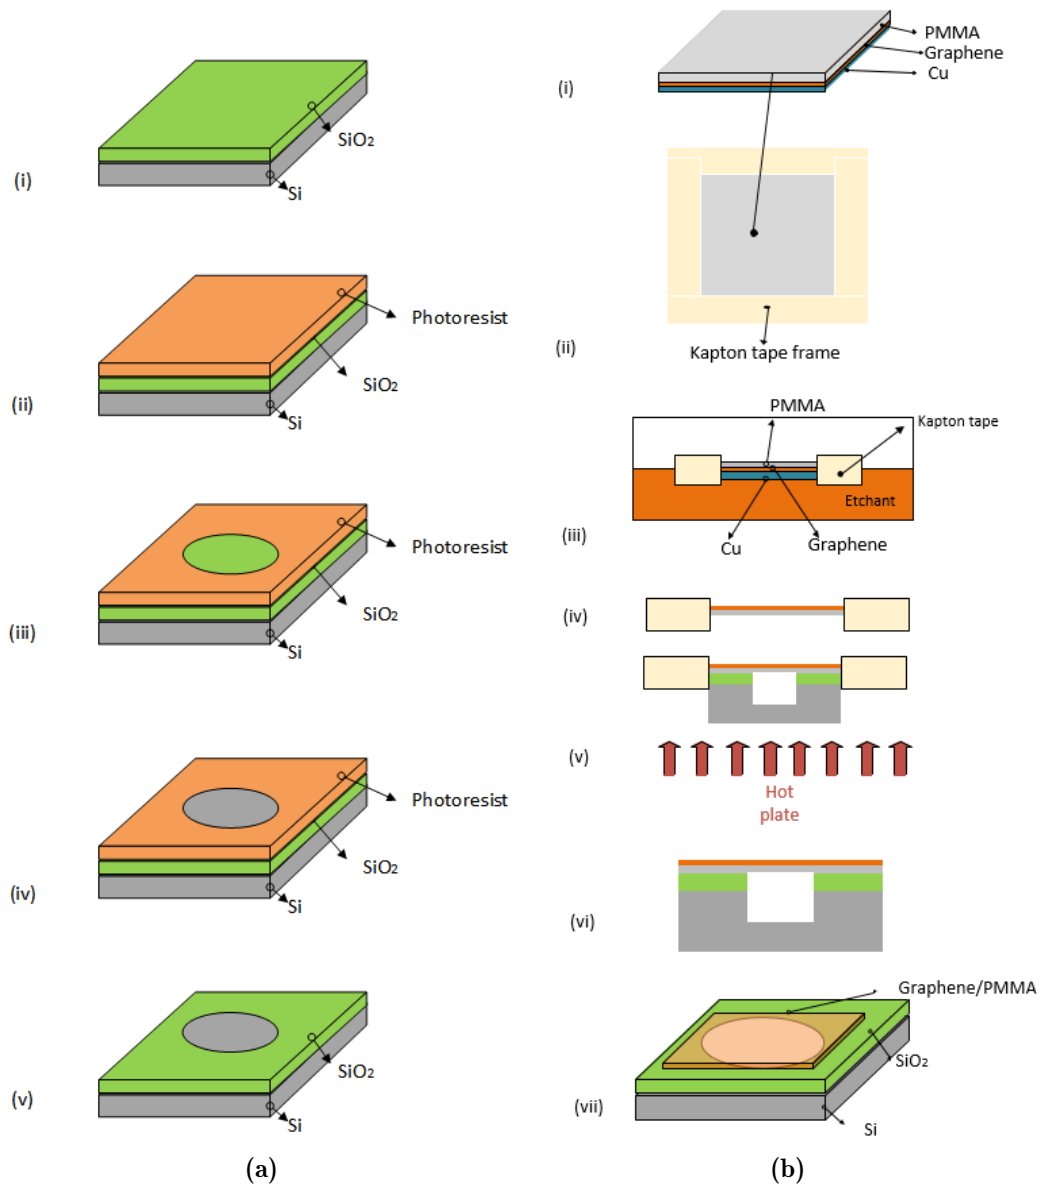 SiO2
(i)
Si
Photoresist
SiO2
(ii)
Si
Photoresist
SiO2
(iii)
Si
Photoresist
SiO2
(iv)
Si
SiO2
(v)
Si
(a)
PMMA
Graphene
Cu
(i)
(ii)
Kapton tape frame
PMMA
Kapton tape
Etchant
(iii)
Cu
Graphene
(iv)
(v)
Hot
plate
(vi)
Graphene/PMMA
SiO2
(vii)
Si
(b)